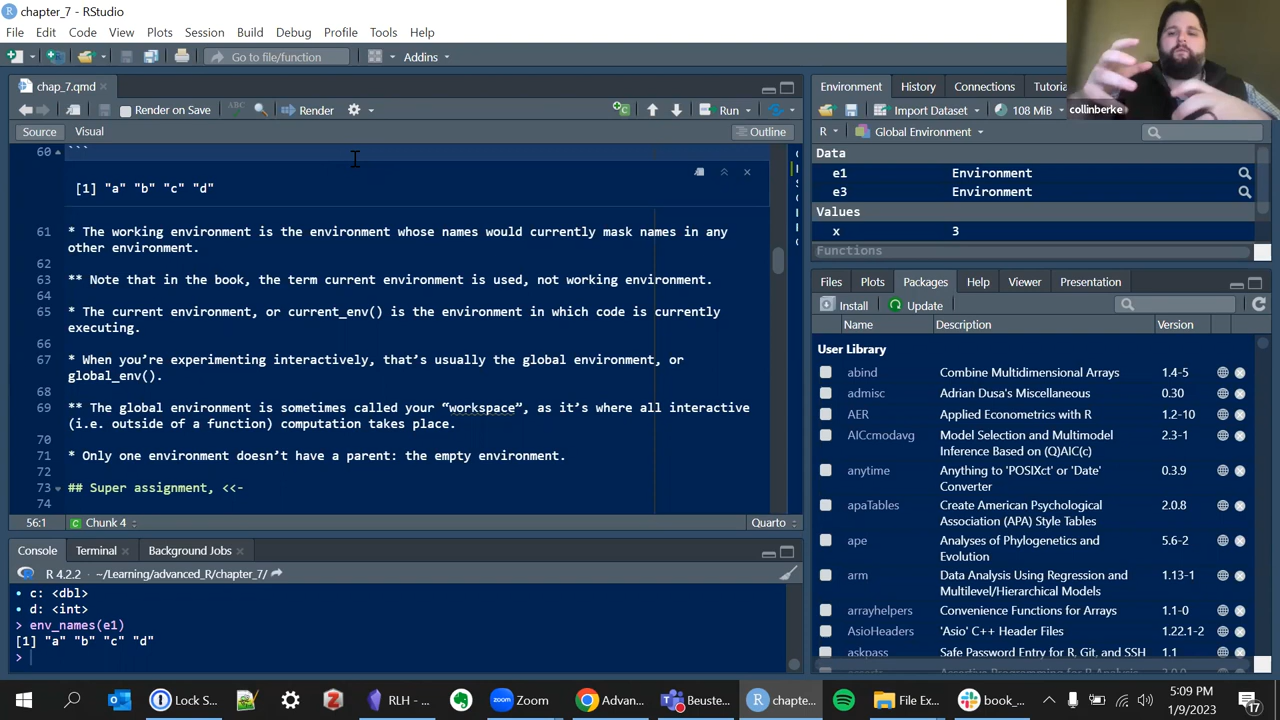 chapter_7 - RStudio
File Edit Code View Plots Session Build Debug Profile Tools Help
Go to file/function
Addins
chap_7.qmd
Render on Save
ABC
Render
Run
Source Visual
Outline
60 ```
[1] "a" "b" "c" "d"
61 * The working environment is the environment whose names would currently mask names in any
other environment.
62
63 ** Note that in the book, the term current environment is used, not working environment.
64
65 * The current environment, or current_env() is the environment in which code is currently
executing.
66
67 * When you’re experimenting interactively, that’s usually the global environment, or
global_env().
68
69 ** The global environment is sometimes called your “workspace”, as it’s where all interactive
(i.e. outside of a function) computation takes place.
70
71 * Only one environment doesn’t have a parent: the empty environment.
72
73 ## Super assignment, <<-
74
56:1 C Chunk 4
Quarto
Console Terminal Background Jobs
R 4.2.2 · ~/Learning/advanced_R/chapter_7/
• c: <dbl>
• d: <int>
> env_names(e1)
[1] "a" "b" "c" "d"
>
Environment History Connections Tutoria
collinberke
Import Dataset
108 MiB
R
Global Environment
Data
e1 Environment
e3 Environment
Values
x 3
Functions
Files Plots Packages Help Viewer Presentation
Install Update
Name Description Version
User Library
abind Combine Multidimensional Arrays 1.4-5
admisc Adrian Dusa's Miscellaneous 0.30
AER Applied Econometrics with R 1.2-10
AICcmodavg Model Selection and Multimodel 2.3-1
Inference Based on (Q)AIC(c)
anytime Anything to 'POSIXct' or 'Date' 0.3.9
Converter
apaTables Create American Psychological 2.0.8
Association (APA) Style Tables
ape Analyses of Phylogenetics and 5.6-2
Evolution
arm Data Analysis Using Regression and 1.13-1
Multilevel/Hierarchical Models
arrayhelpers Convenience Functions for Arrays 1.1-0
AsioHeaders 'Asio' C++ Header Files 1.22.1-2
askpass Safe Password Entry for R, Git, and SSH 1.1
Lock S...
RLH - ...
Zoom
Advan...
Beuste...
chapte...
File Ex...
book_...
5:09 PM
1/9/2023
17